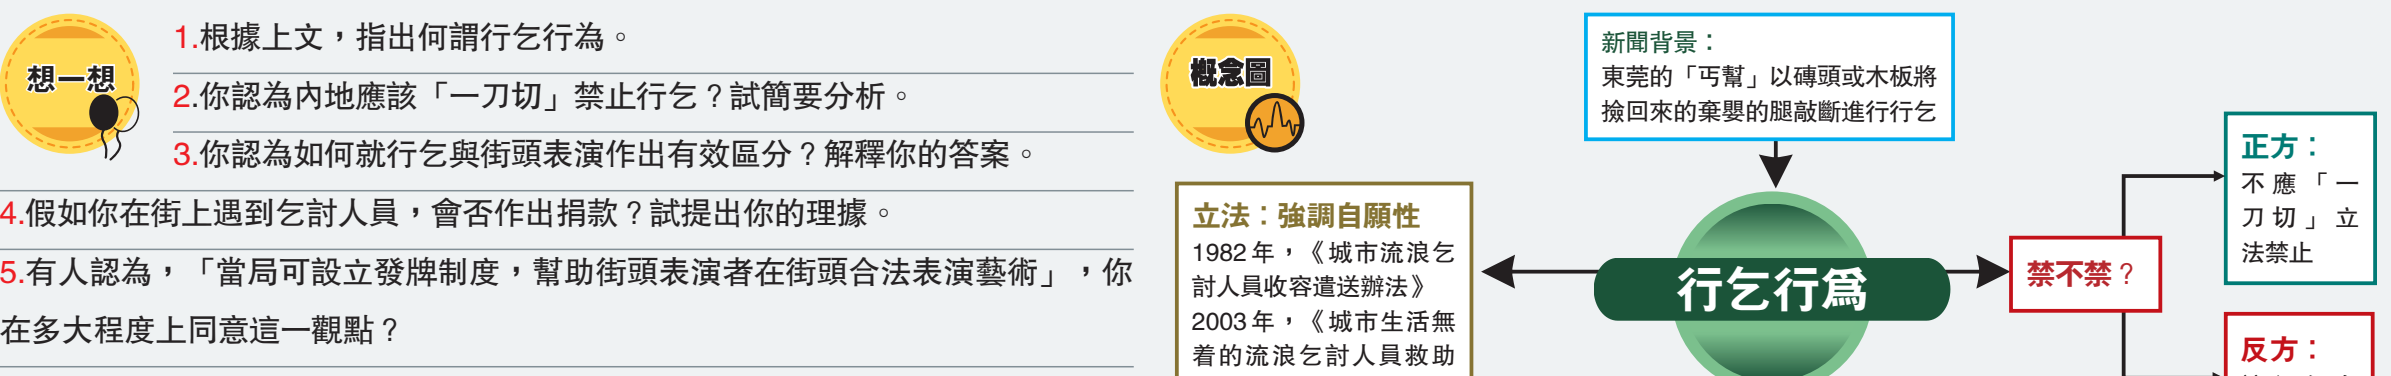 想一想
1.根據上文，指出何謂行乞行為。
2.你認為內地應該「一刀切」禁止行乞？試簡要分析。
3.你認為如何就行乞與街頭表演作出有效區分？解釋你的答案。
4.假如你在街上遇到乞討人員，會否作出捐款？試提出你的理據。
5.有人認為，「當局可設立發牌制度，幫助街頭表演者在街頭合法表演藝術」，你
在多大程度上同意這一觀點？
概念圖
新聞背景：
東莞的「丐幫」以磚頭或木板將
撿回來的棄嬰的腿敲斷進行行乞
立法：強調自願性
1982年，《城市流浪乞
討人員收容遣送辦法》
2003年，《城市生活無
着的流浪乞討人員救助
行乞行為
禁不禁？
正方：
不應「一
刀切」立
法禁止
反方：